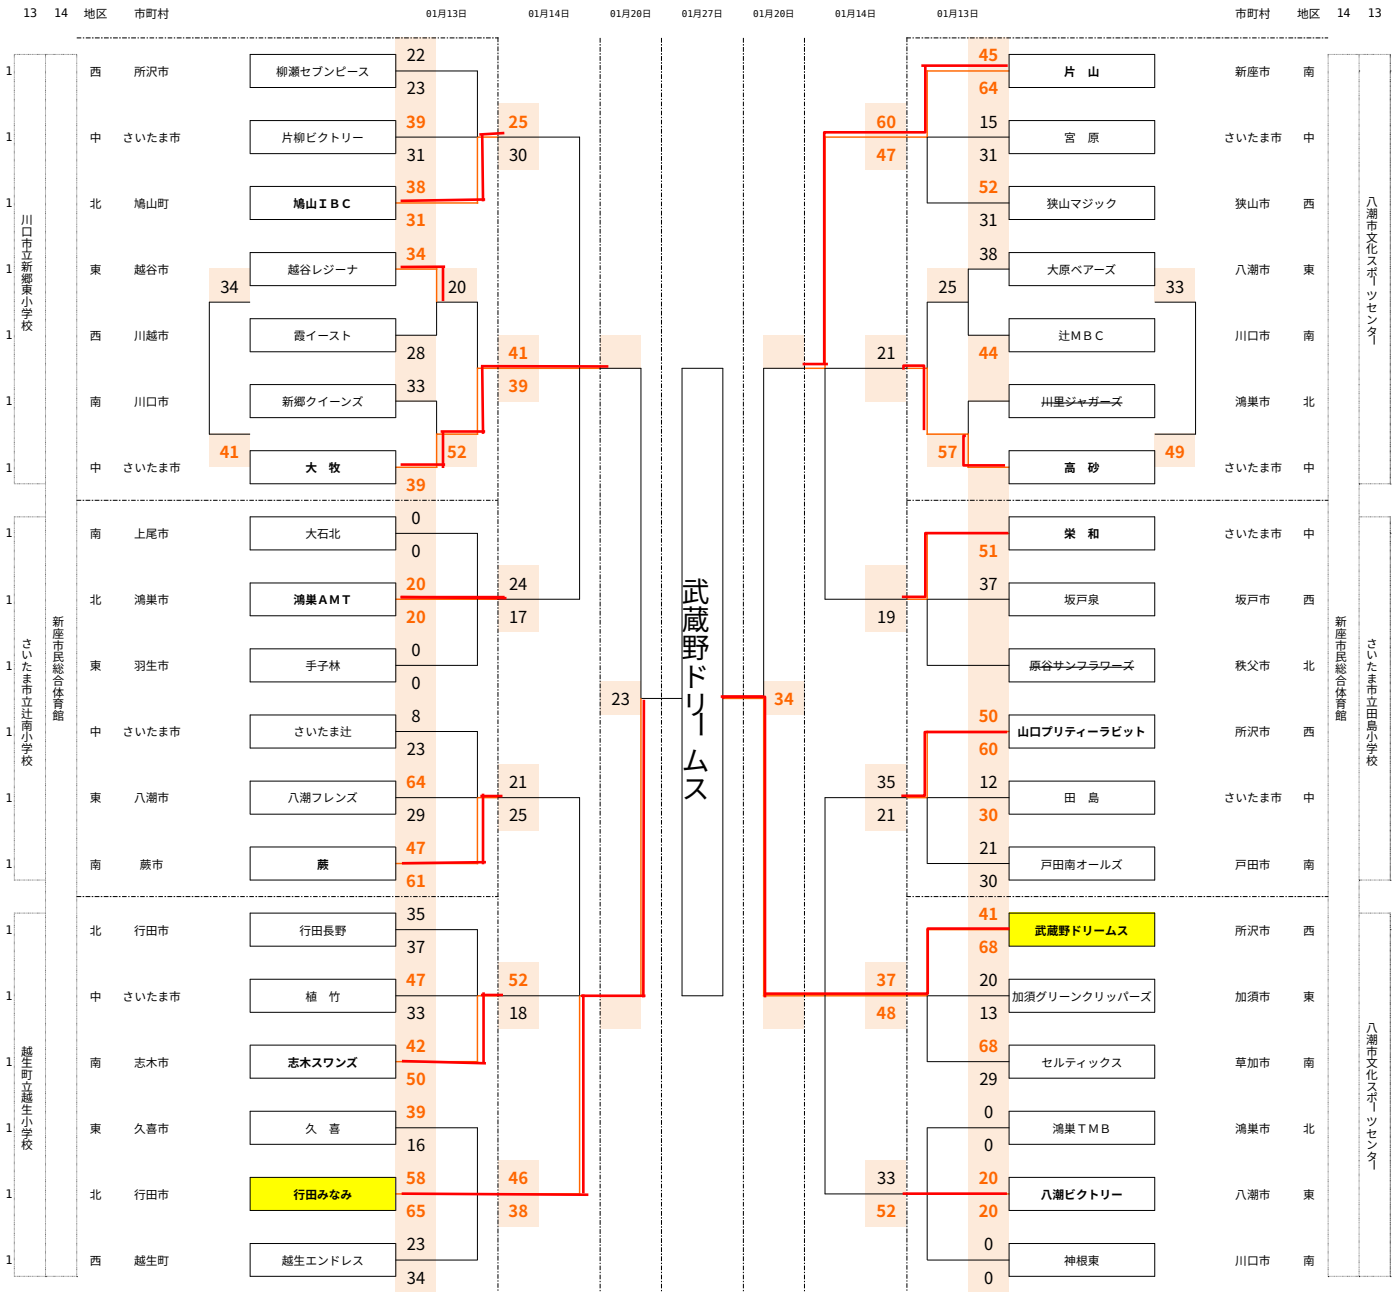 13 14 地区 市町村 01月13日 01月14日 01月20日 01月27日 01月20日 01月14日 01月13日 市町村 地区 14 13
22 45
1 西 所沢市 柳瀬セブンピース 片 山 新座市 南
23 64
39 25 60 15
1 中 さいたま市 片柳ビクトリー 宮 原 さいたま市 中
31 30 47 31
38 52
1 北 鳩山町 鳩山IBC 狭山マジック 狭山市 西
31 31
34 38
1 東 越谷市 越谷レジーナ 大原ベアーズ 八潮市 東
34 20 25 33
1 西 川越市 霞イースト 辻MBC 川口市 南
28 41 21 44
33 39
1 南 川口市 新郷クイーンズ 川里ジャガーズ 鴻巣市 北
41 52 57 49
1 中 さいたま市 大 牧 高 砂 さいたま市 中
39
0
1 南 上尾市 大石北 栄 和 さいたま市 中
0 51
20 24 37
1 北 鴻巣市 鴻巣AMT 坂戸泉 坂戸市 西
20 17 19
0
1 東 羽生市 手子林 原谷サンフラワーズ 秩父市 北
0
23 34
8 50
1 中 さいたま市 さいたま辻 山口プリティーラビット 所沢市 西
23 60
64 21 35 12
1 東 八潮市 八潮フレンズ 田 島 さいたま市 中
29 25 21 30
47 21
1 南 蕨市 蕨 戸田南オールズ 戸田市 南
61 30
35 41
1 北 行田市 行田長野 武蔵野ドリームス 所沢市 西
37 68
47 52 37 20
1 中 さいたま市 植 竹 加須グリーンクリッパーズ 加須市 東
33 18 48 13
42 68
1 南 志木市 志木スワンズ セルティックス 草加市 南
50 29
39 0
1 東 久喜市 久 喜 鴻巣TMB 鴻巣市 北
16 0
58 46 33 20
1 北 行田市 行田みなみ 八潮ビクトリー 八潮市 東
65 38 52 20
23 0
1 西 越生町 越生エンドレス 神根東 川口市 南
34 0
川口市立新郷東小学校
さいたま市立辻南小学校
越生町立越生小学校
新座市民総合体育館
武蔵野ドリームス
新座市民総合体育館
八潮市文化スポーツセンター
さいたま市立田島小学校
八潮市文化スポーツセンター